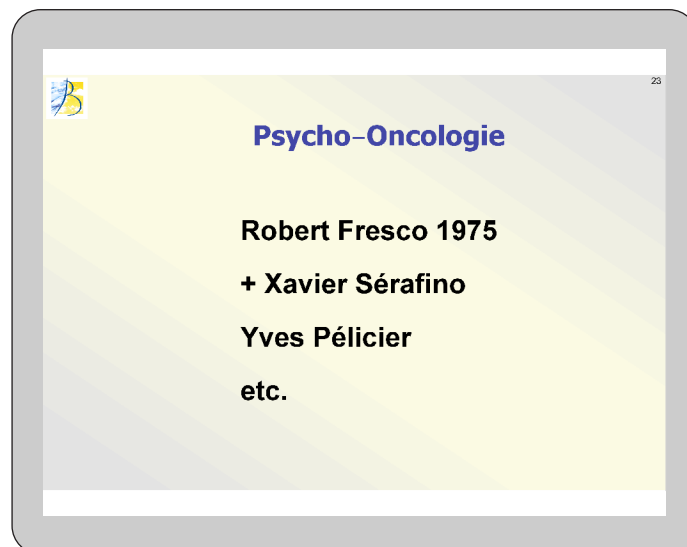 23
Psycho–Oncologie
Robert Fresco 1975
+ Xavier Sérafino
Yves Pélicier
etc.